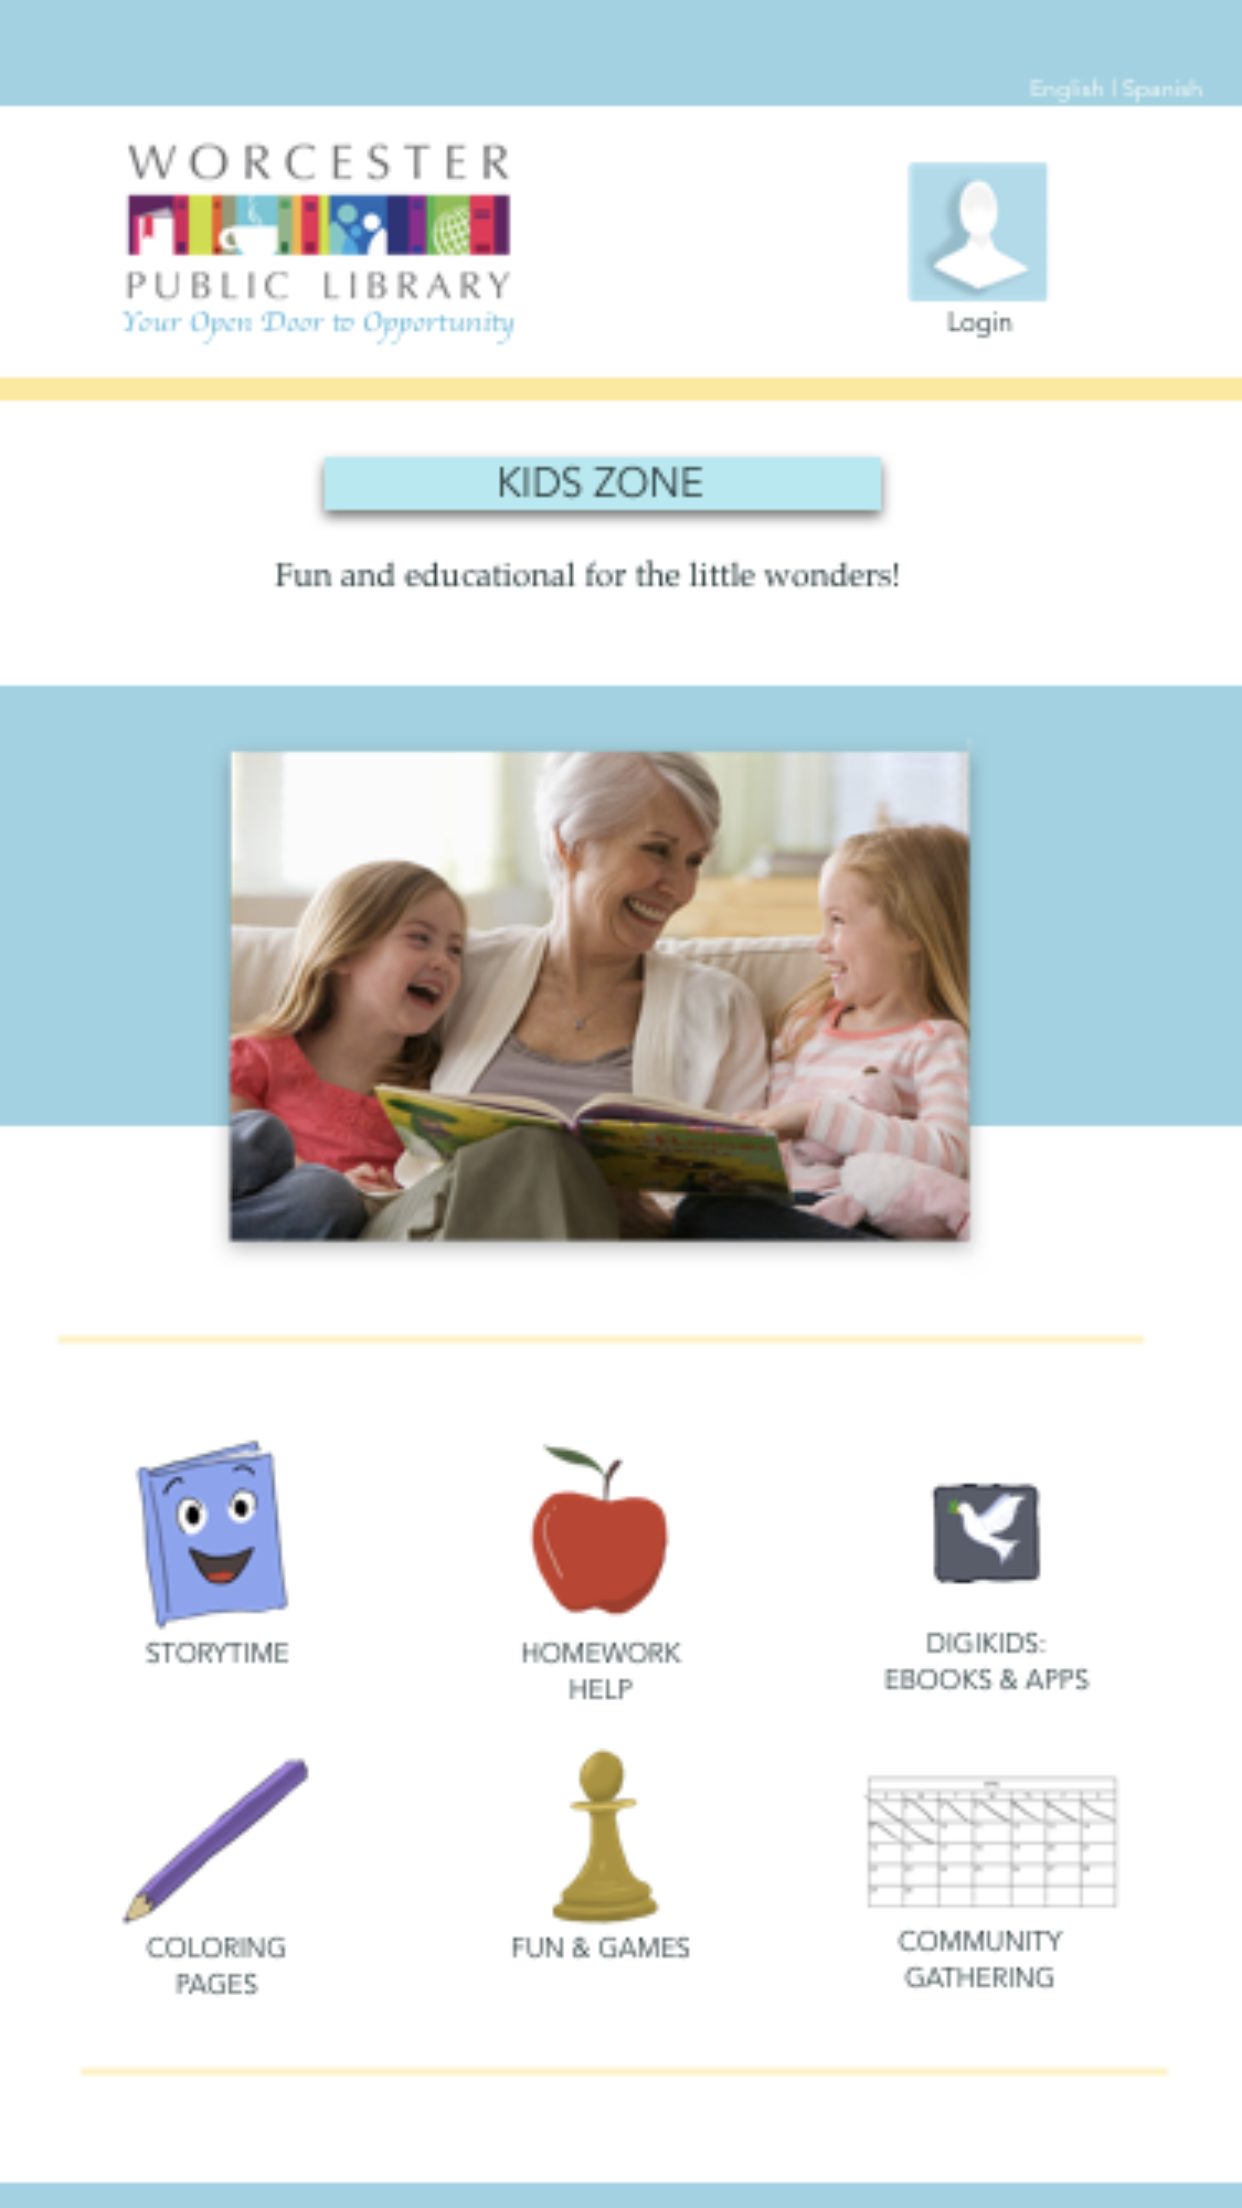 English | Spanish
WORCESTER
PUBLIC LIBRARY
Your Open Door to Opportunity
Login
KIDS ZONE
Fun and educational for the little wonders!
STORYTIME
HOMEWORK
HELP
DIGIKIDS:
EBOOKS & APPS
COLORING
PAGES
FUN & GAMES
COMMUNITY
GATHERING